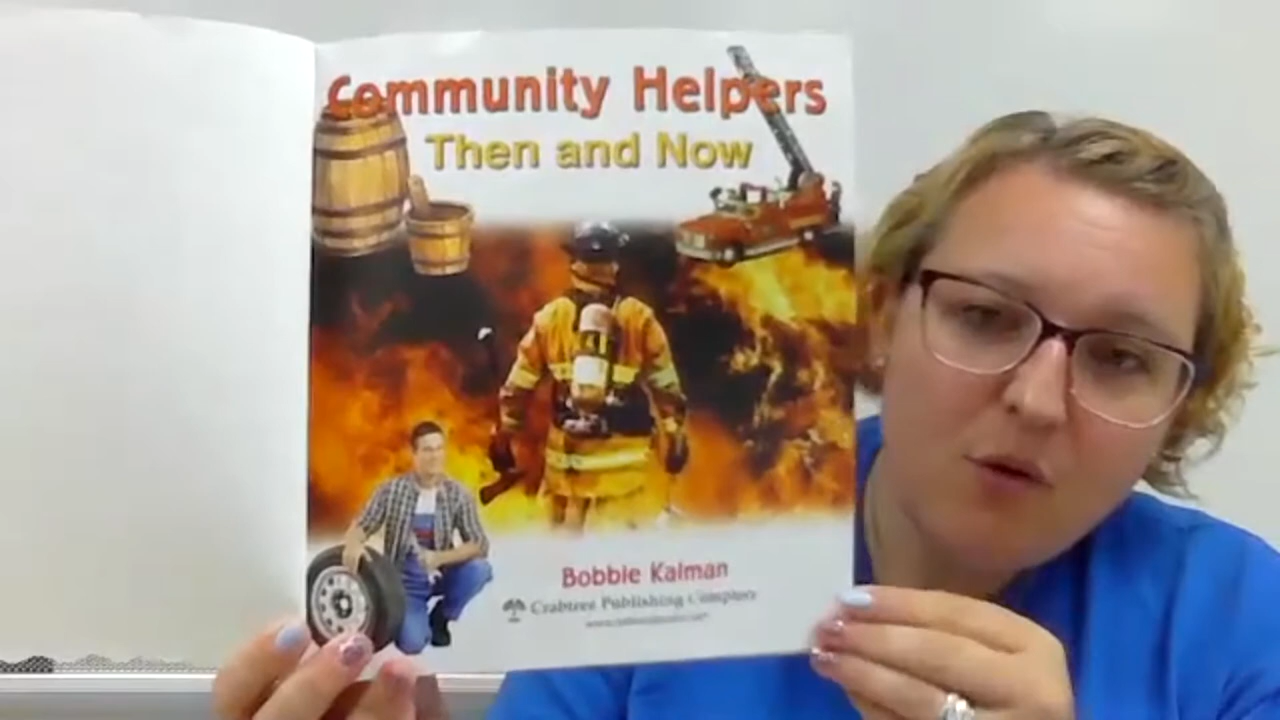 Community Helpers
Then and Now
Bobbie Kalman
Crabtree Publishing Company